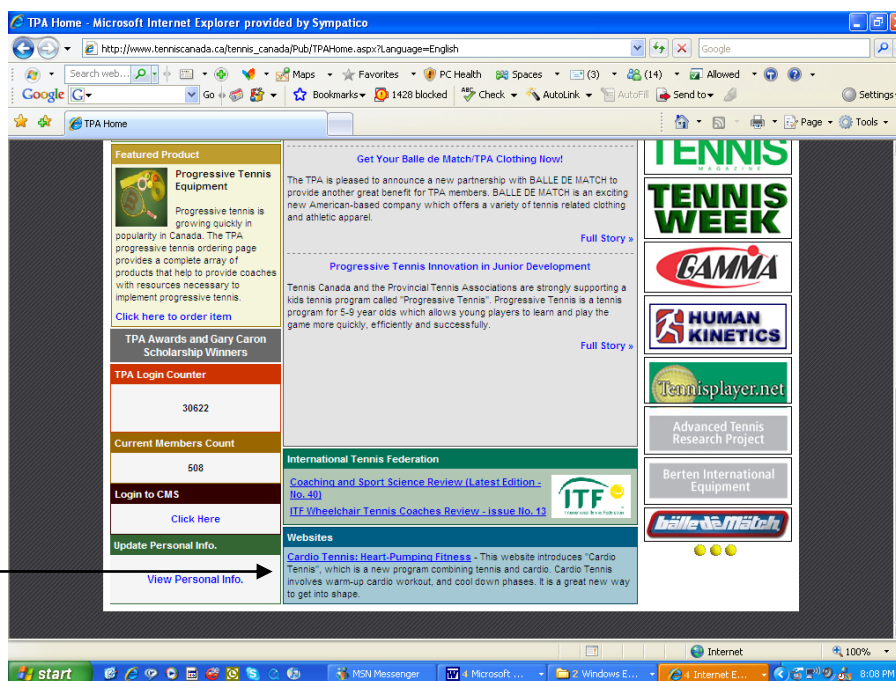 TPA Home - Microsoft Internet Explorer provided by Sympatico
http://www.tenniscanada.ca/tennis_canada/Pub/TPAHome.aspx?Language=English
Google
Search web...
Maps
Favorites
PC Health
Spaces
(3)
(14)
Allowed
Google
G
Go
Bookmarks
1428 blocked
Check
AutoLink
AutoFill
Send to
Settings
TPA Home
Page
Tools
Featured Product
Progressive Tennis
Equipment
Progressive tennis is
growing quickly in
popularity in Canada. The TPA
progressive tennis ordering page
provides a complete array of
products that help to provide coaches
with resources necessary to
implement progressive tennis.
Click here to order item
TPA Awards and Gary Caron
Scholarship Winners
TPA Login Counter
30622
Current Members Count
508
Login to CMS
Click Here
Update Personal Info.
View Personal Info.
Get Your Balle de Match/TPA Clothing Now!
The TPA is pleased to announce a new partnership with BALLE DE MATCH to
provide another great benefit for TPA members. BALLE DE MATCH is an exciting
new American-based company which offers a variety of tennis related clothing
and athletic apparel.
Full Story »
Progressive Tennis Innovation in Junior Development
Tennis Canada and the Provincial Tennis Associations are strongly supporting a
kids tennis program called "Progressive Tennis". Progressive Tennis is a tennis
program for 5-9 year olds which allows young players to learn and play the
game more quickly, efficiently and successfully.
Full Story »
International Tennis Federation
Coaching and Sport Science Review (Latest Edition -
No. 40)
ITF Wheelchair Tennis Coaches Review - issue No. 13
ITF
International Tennis Federation
Websites
Cardio Tennis: Heart-Pumping Fitness - This website introduces "Cardio
Tennis", which is a new program combining tennis and cardio. Cardio Tennis
involves warm-up cardio workout, and cool down phases. It is a great new way
to get into shape.
TENNIS
MAGAZINE
TENNIS
WEEK
GAMMA
HUMAN
KINETICS
Tennisplayer.net
Advanced Tennis
Research Project
Berten International
Equipment
balle de match
Internet
100%
start
MSN Messenger
4 Microsoft ...
2 Windows E...
4 Internet E...
8:08 PM